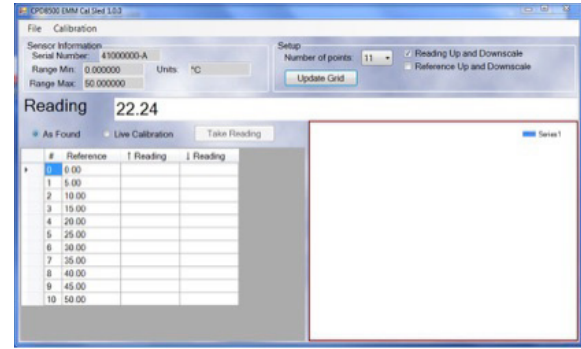 CPD8500 EMM Cal Sled 1.0.3
File Calibration
Sensor Information
Serial Number: 41000000-A
Range Min: 0.000000 Units: °C
Range Max: 50.000000
Setup
Number of points: 11
Update Grid
Reading Up and Downscale
Reference Up and Downscale
Reading 22.24
As Found Live Calibration Take Reading
# Reference ↑ Reading ↓ Reading
0 0.00
1 5.00
2 10.00
3 15.00
4 20.00
5 25.00
6 30.00
7 35.00
8 40.00
9 45.00
10 50.00
Series1